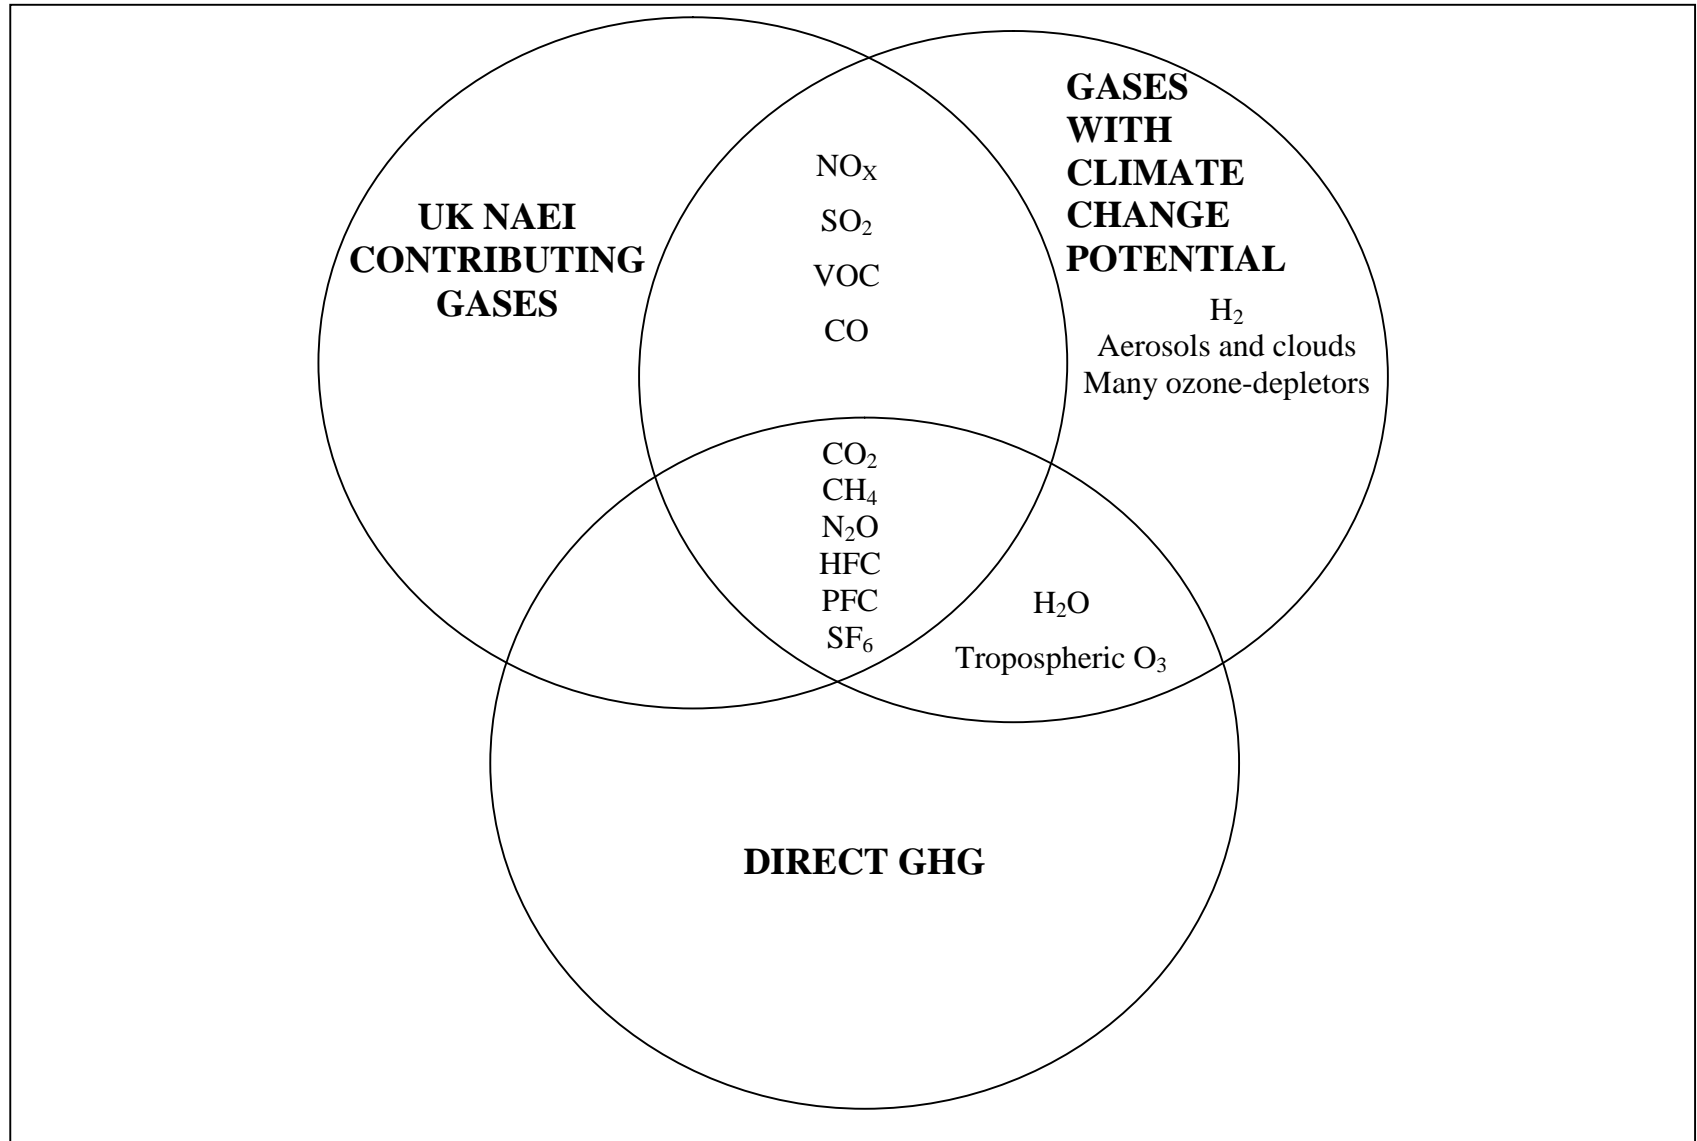 UK NAEI
CONTRIBUTING
GASES
NOX
SO2
VOC
CO
GASES
WITH
CLIMATE
CHANGE
POTENTIAL
H2
Aerosols and clouds
Many ozone-depletors
CO2
CH4
N2O
HFC
PFC
SF6
H2O
Tropospheric O3
DIRECT GHG